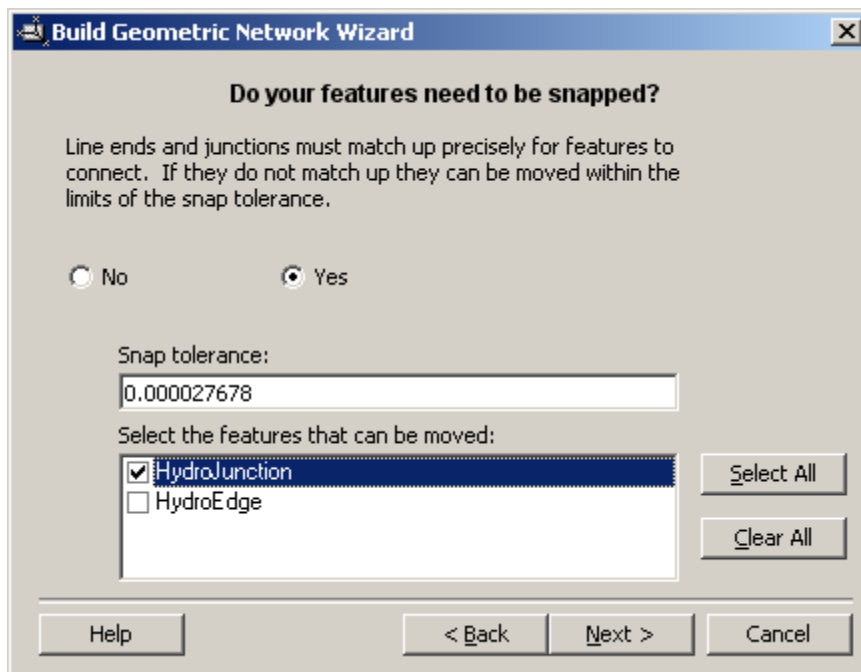 Build Geometric Network Wizard
Do your features need to be snapped?
Line ends and junctions must match up precisely for features to
connect. If they do not match up they can be moved within the
limits of the snap tolerance.
No Yes
Snap tolerance:
0.000027678
Select the features that can be moved:
HydroJunction
HydroEdge
Select All
Clear All
Help < Back Next > Cancel